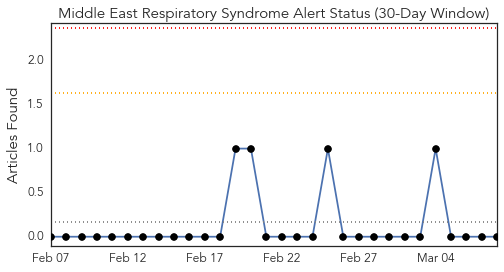 Middle East Respiratory Syndrome Alert Status (30-Day Window)
Articles Found
2.0
1.5
1.0
0.5
0.0
Feb 07 Feb 12 Feb 17 Feb 22 Feb 27 Mar 04